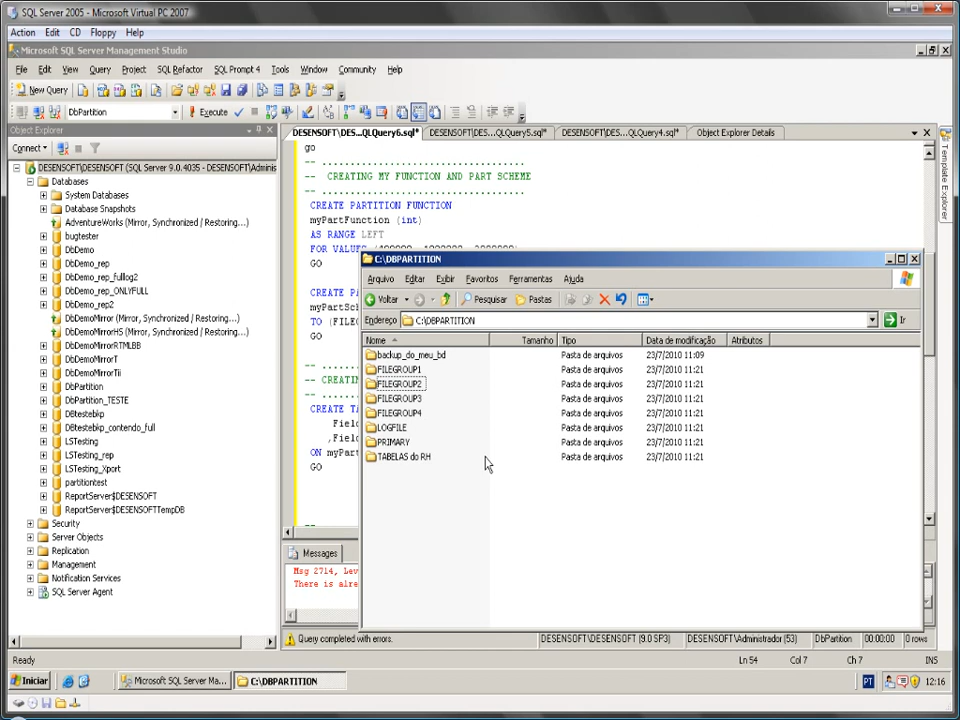 SQL Server 2005 - Microsoft Virtual PC 2007
Action Edit CD Floppy Help
Microsoft SQL Server Management Studio
File Edit View Query Project SQL Refactor SQL Prompt 4 Tools Window Community Help
New Query
DbPartition Execute
Object Explorer
DESENSOFT\DES...QLQuery6.sql* DESENSOFT\DES...QLQuery5.sql* DESENSOFT\DES...QLQuery4.sql* Object Explorer Details
Connect
DESENSOFT\DESENSOFT (SQL Server 9.0.4035 - DESENSOFT\Adminis
Databases
System Databases
Database Snapshots
AdventureWorks (Mirror, Synchronized / Restoring...)
bugtester
DbDemo
DbDemo_rep
DbDemo_rep_fullog2
DbDemo_rep_ONLYFULL
DbDemo_rep2
DbDemoMirror (Mirror, Synchronized / Restoring...)
DbDemoMirrorHS (Mirror, Synchronized / Restoring...)
DbDemoMirrorRTMLBB
DbDemoMirrorT
DbDemoMirrorTii
DbPartition
DbPartition_TESTE
DBtestebkp
DBtestebkp_contendo_full
LSTesting
LSTesting_rep
LSTesting_Xport
partitiontest
ReportServer$DESENSOFT
ReportServer$DESENSOFTTempDB
Security
Server Objects
Replication
Management
Notification Services
SQL Server Agent
go
-- ...................................
-- CREATING MY FUNCTION AND PART SCHEME
-- ...................................
CREATE PARTITION FUNCTION
myPartFunction (int)
AS RANGE LEFT
FOR VALUES
GO
CREATE PA
myPartSch
TO (FILEG
GO
-- .......
-- CREATING
CREATE TA
Field
,Field
ON myPart
GO
--
Messages
Msg 2714, Lev
There is alre
C:\DBPARTITION
Arquivo Editar Exibir Favoritos Ferramentas Ajuda
Voltar Pesquisar Pastas
Endereço C:\DBPARTITION Ir
Nome Tamanho Tipo Data de modificação Atributos
backup_do_meu_bd Pasta de arquivos 23/7/2010 11:09
FILEGROUP1 Pasta de arquivos 23/7/2010 11:21
FILEGROUP2 Pasta de arquivos 23/7/2010 11:21
FILEGROUP3 Pasta de arquivos 23/7/2010 11:21
FILEGROUP4 Pasta de arquivos 23/7/2010 11:21
LOGFILE Pasta de arquivos 23/7/2010 11:21
PRIMARY Pasta de arquivos 23/7/2010 11:21
TABELAS do RH Pasta de arquivos 23/7/2010 11:21
Template Explorer
Query completed with errors. DESENSOFT\DESENSOFT (9.0 SP3) DESENSOFT\Administrador (53) DbPartition 00:00:00 0 rows
Ready Ln 54 Col 7 Ch 7 INS
Iniciar Microsoft SQL Server Ma... C:\DBPARTITION PT 12:16